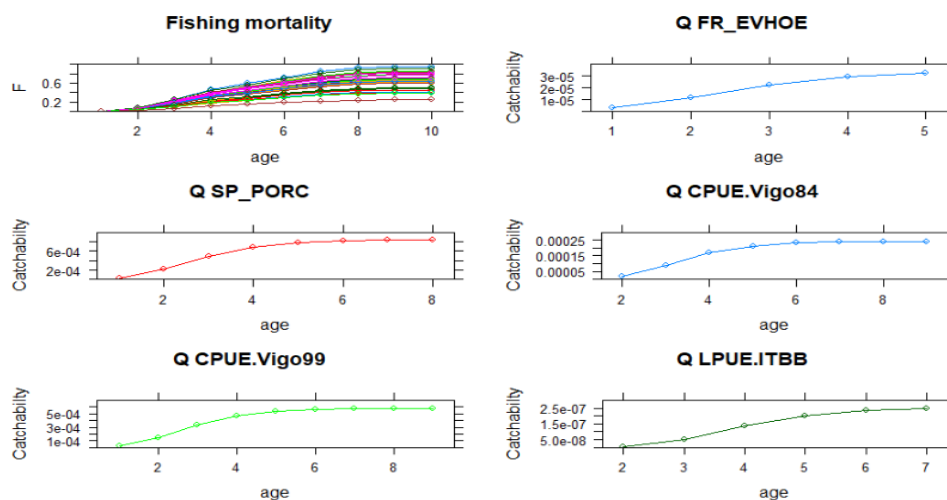 Fishing mortality
F
0.6
0.2
2 4 6 8 10
age
Q FR_EVHOE
Catchability
3e-05
2e-05
1e-05
1 2 3 4 5
age
Q SP_PORC
Catchability
6e-04
2e-04
2 4 6 8
age
Q CPUE.Vigo84
Catchability
0.00025
0.00015
0.00005
2 4 6 8
age
Q CPUE.Vigo99
Catchability
5e-04
3e-04
1e-04
2 4 6 8
age
Q LPUE.ITBB
Catchability
2.5e-07
1.5e-07
5.0e-08
2 3 4 5 6 7
age